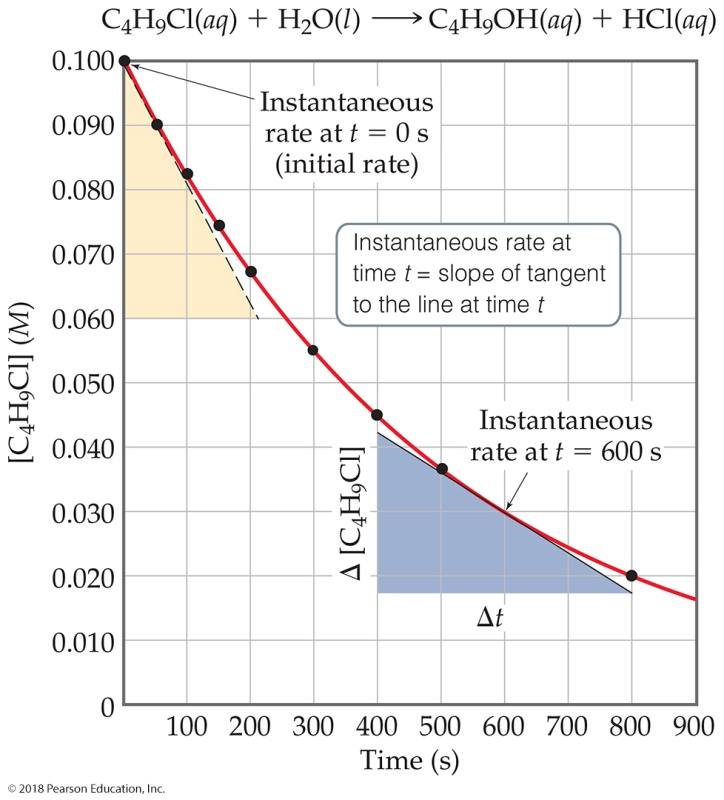 C₄H₉Cl(aq) + H₂O(l) ⟶ C₄H₉OH(aq) + HCl(aq)
0.100
0.090
0.080
0.070
0.060
0.050
0.040
0.030
0.020
0.010
0
[C₄H₉Cl] (M)
Instantaneous
rate at t = 0 s
(initial rate)
Instantaneous rate at
time t = slope of tangent
to the line at time t
Instantaneous
rate at t = 600 s
Δ [C₄H₉Cl]
Δt
100 200 300 400 500 600 700 800 900
Time (s)
© 2018 Pearson Education, Inc.